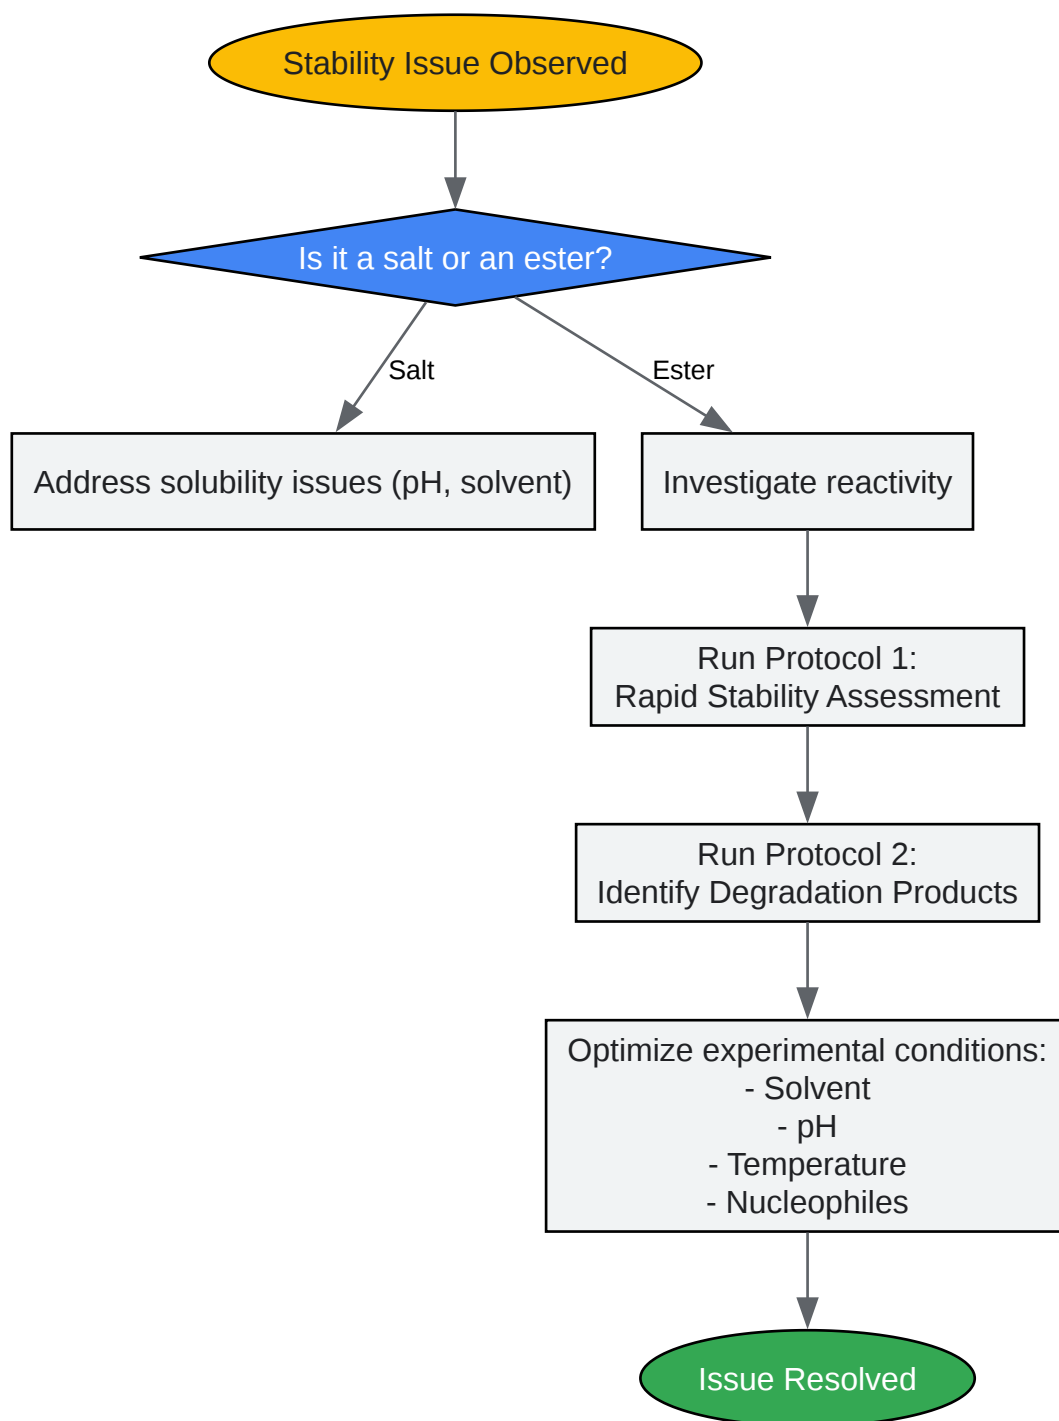 Stability Issue Observed
Is it a salt or an ester?
Salt
Ester
Address solubility issues (pH, solvent)
Investigate reactivity
Run Protocol 1:
Rapid Stability Assessment
Run Protocol 2:
Identify Degradation Products
Optimize experimental conditions:
- Solvent
- pH
- Temperature
- Nucleophiles
Issue Resolved